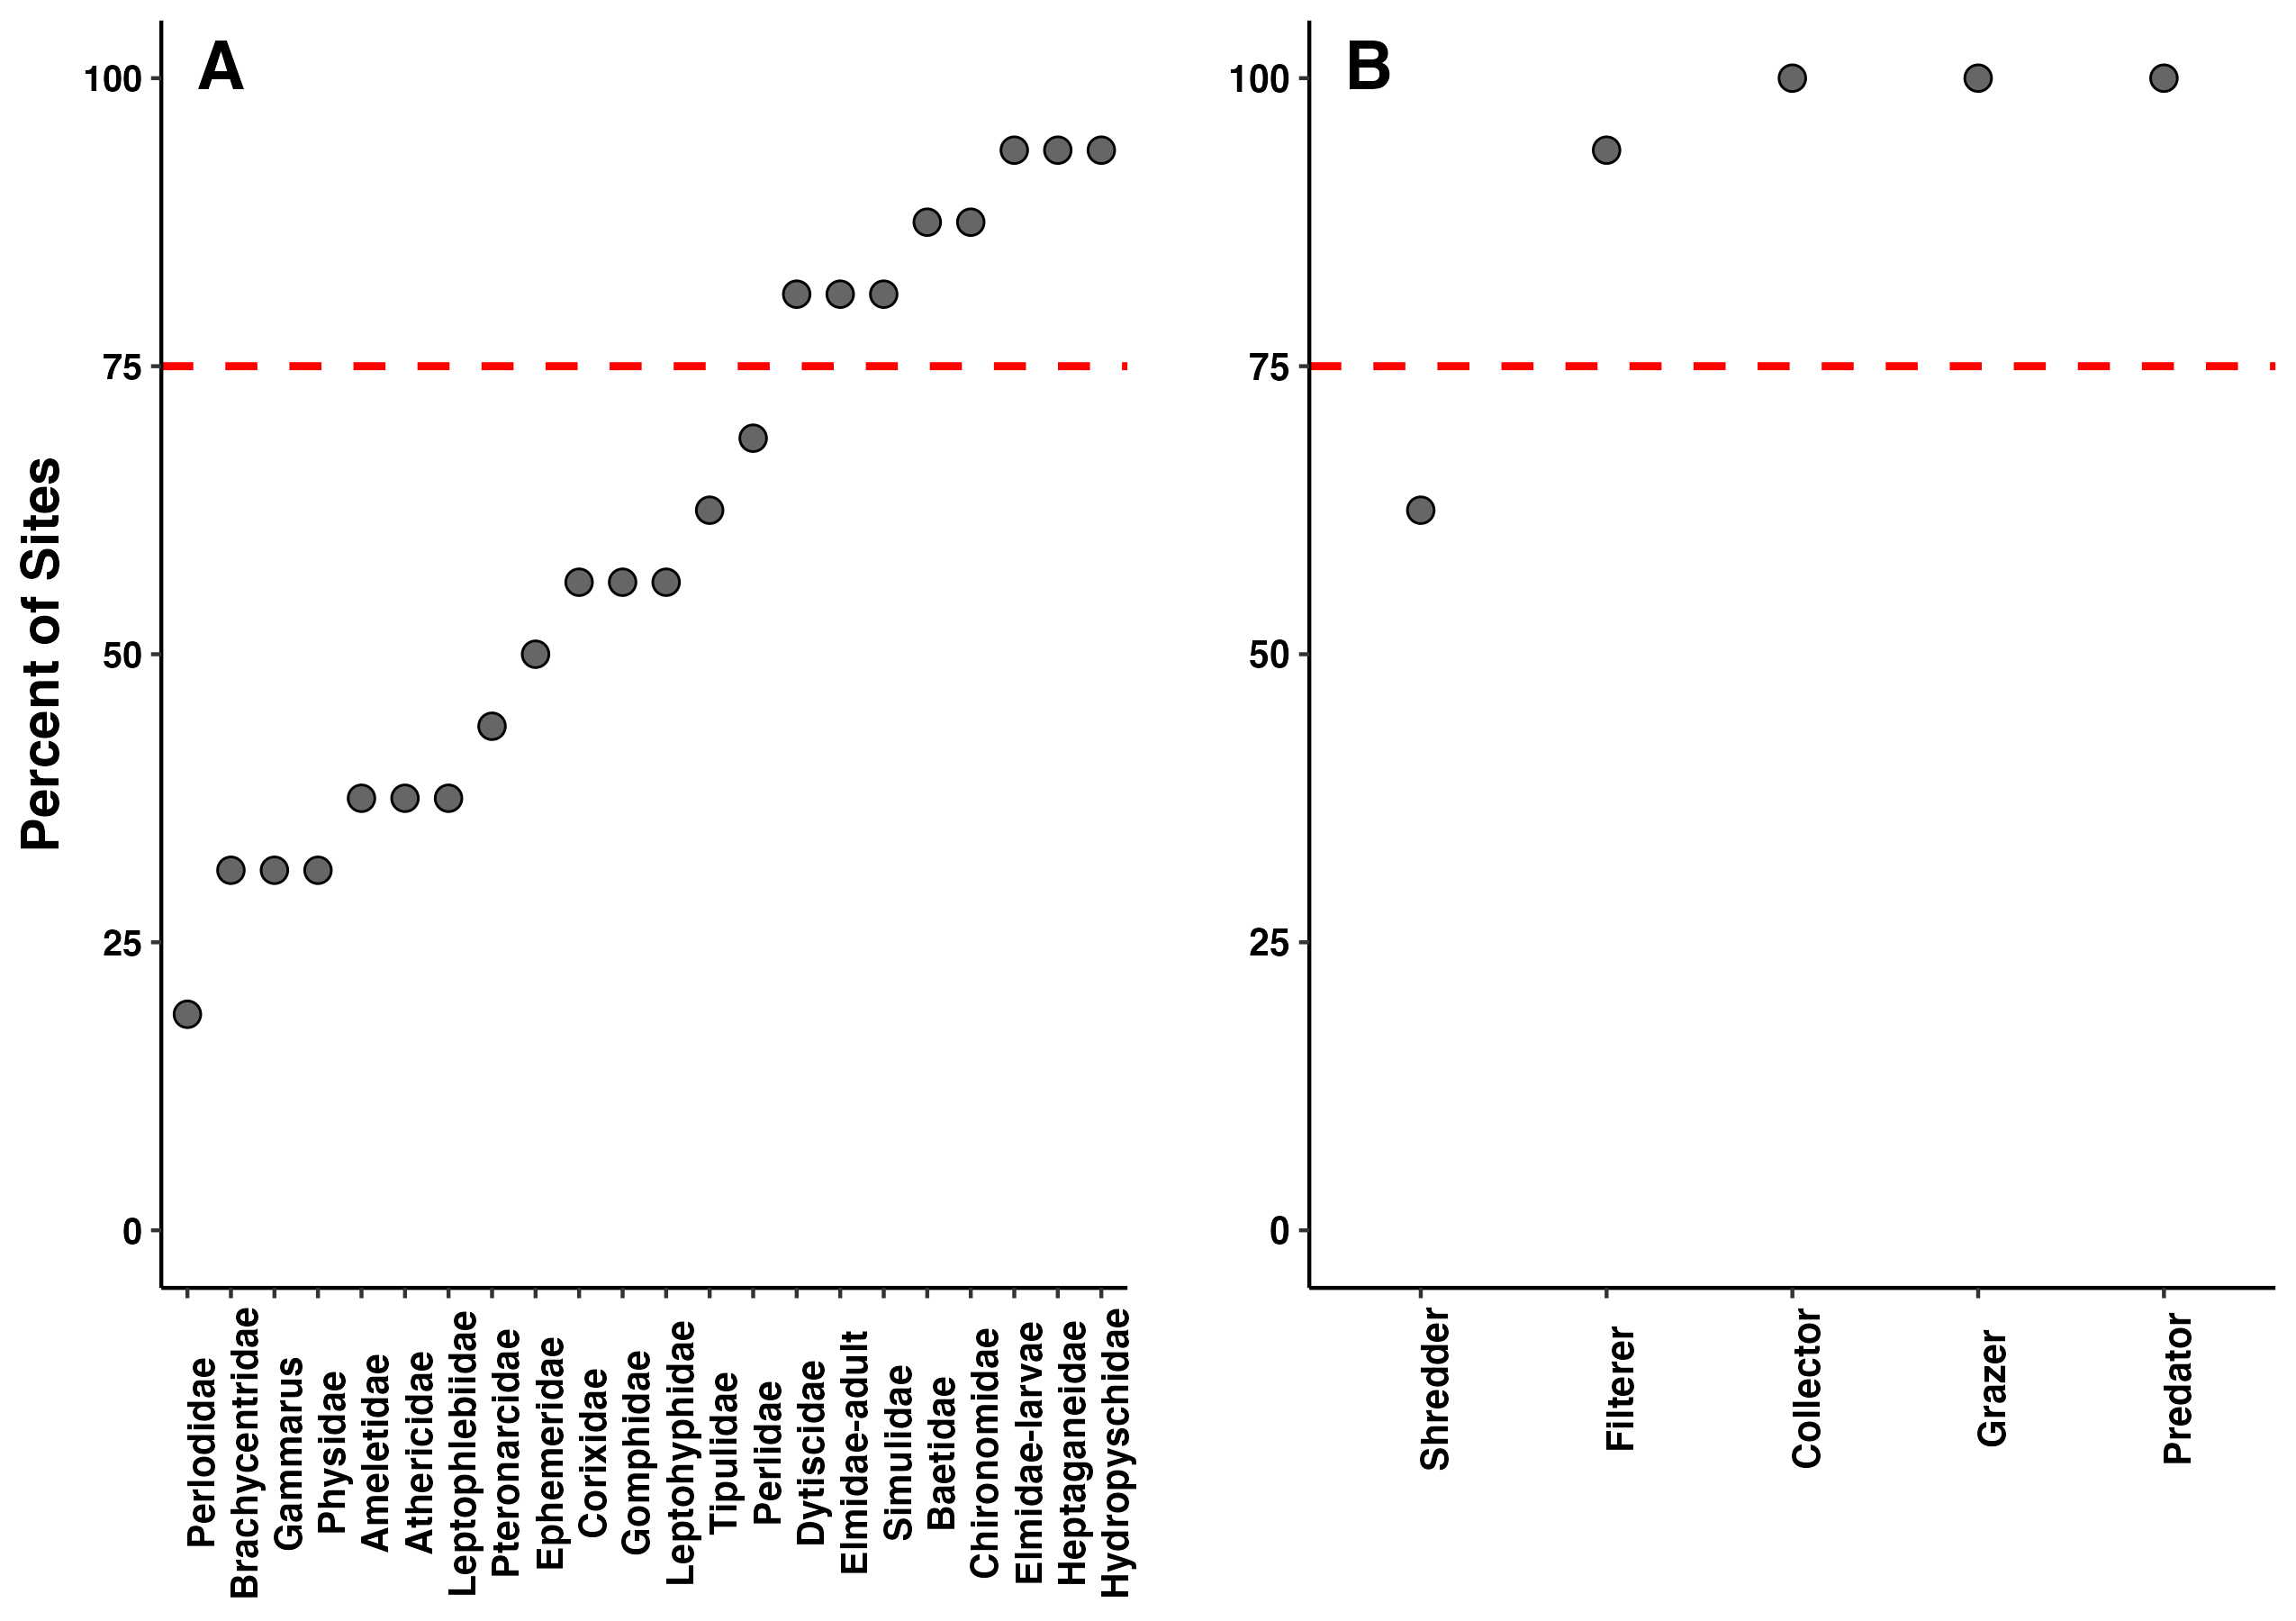 A
Percent of Sites
100
75
50
25
0
Perlodidae
Brachycentridae
Gammarus
Physidae
Ameletidae
Athericidae
Leptophlebiidae
Pteronarcidae
Ephemeridae
Corixidae
Gomphidae
Leptohyphidae
Tipulidae
Perlidae
Dytiscidae
Elmidae-adult
Simulidae
Baetidae
Chironomidae
Elmidae-larvae
Heptaganeidae
Hydropyschidae
B
100
75
50
25
0
Shredder
Filterer
Collector
Grazer
Predator